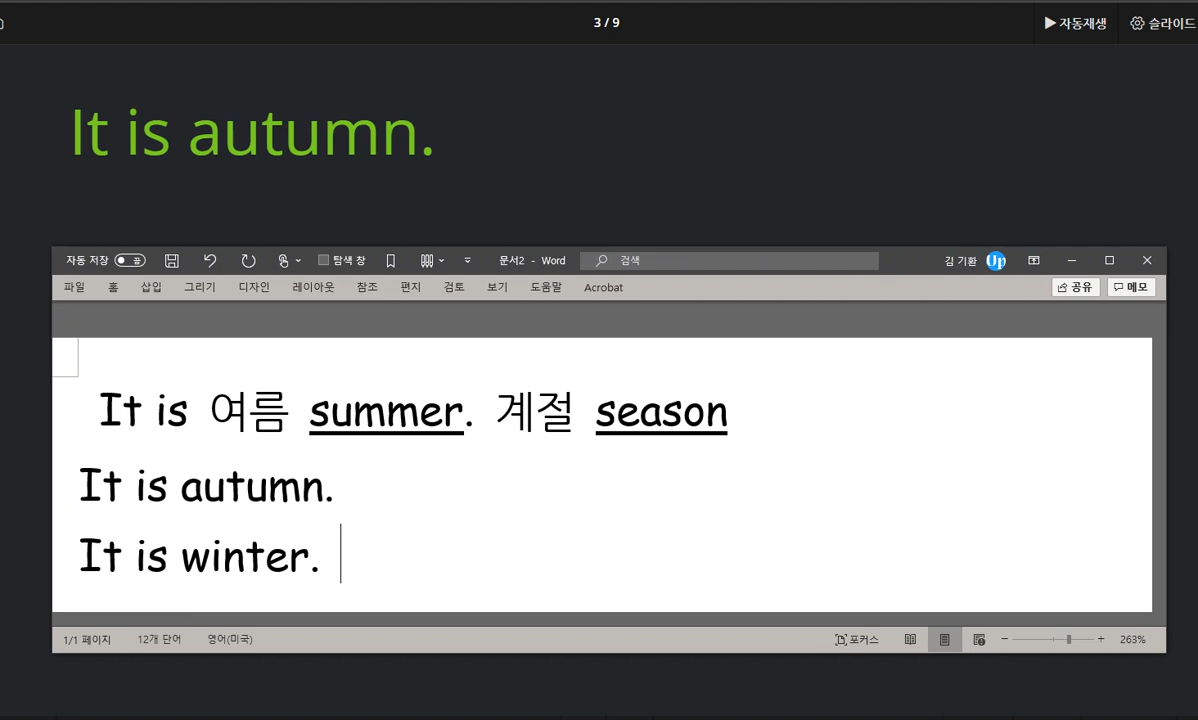 3 / 9
▶ 자동재생
슬라이드
It is autumn.
자동 저장 끔 탐색 창 문서2 - Word 검색 김 기환 Up
파일 홈 삽입 그리기 디자인 레이아웃 참조 편지 검토 보기 도움말 Acrobat 공유 메모
It is 여름 summer. 계절 season
It is autumn.
It is winter.
1/1 페이지 12개 단어 영어(미국) 포커스 263%